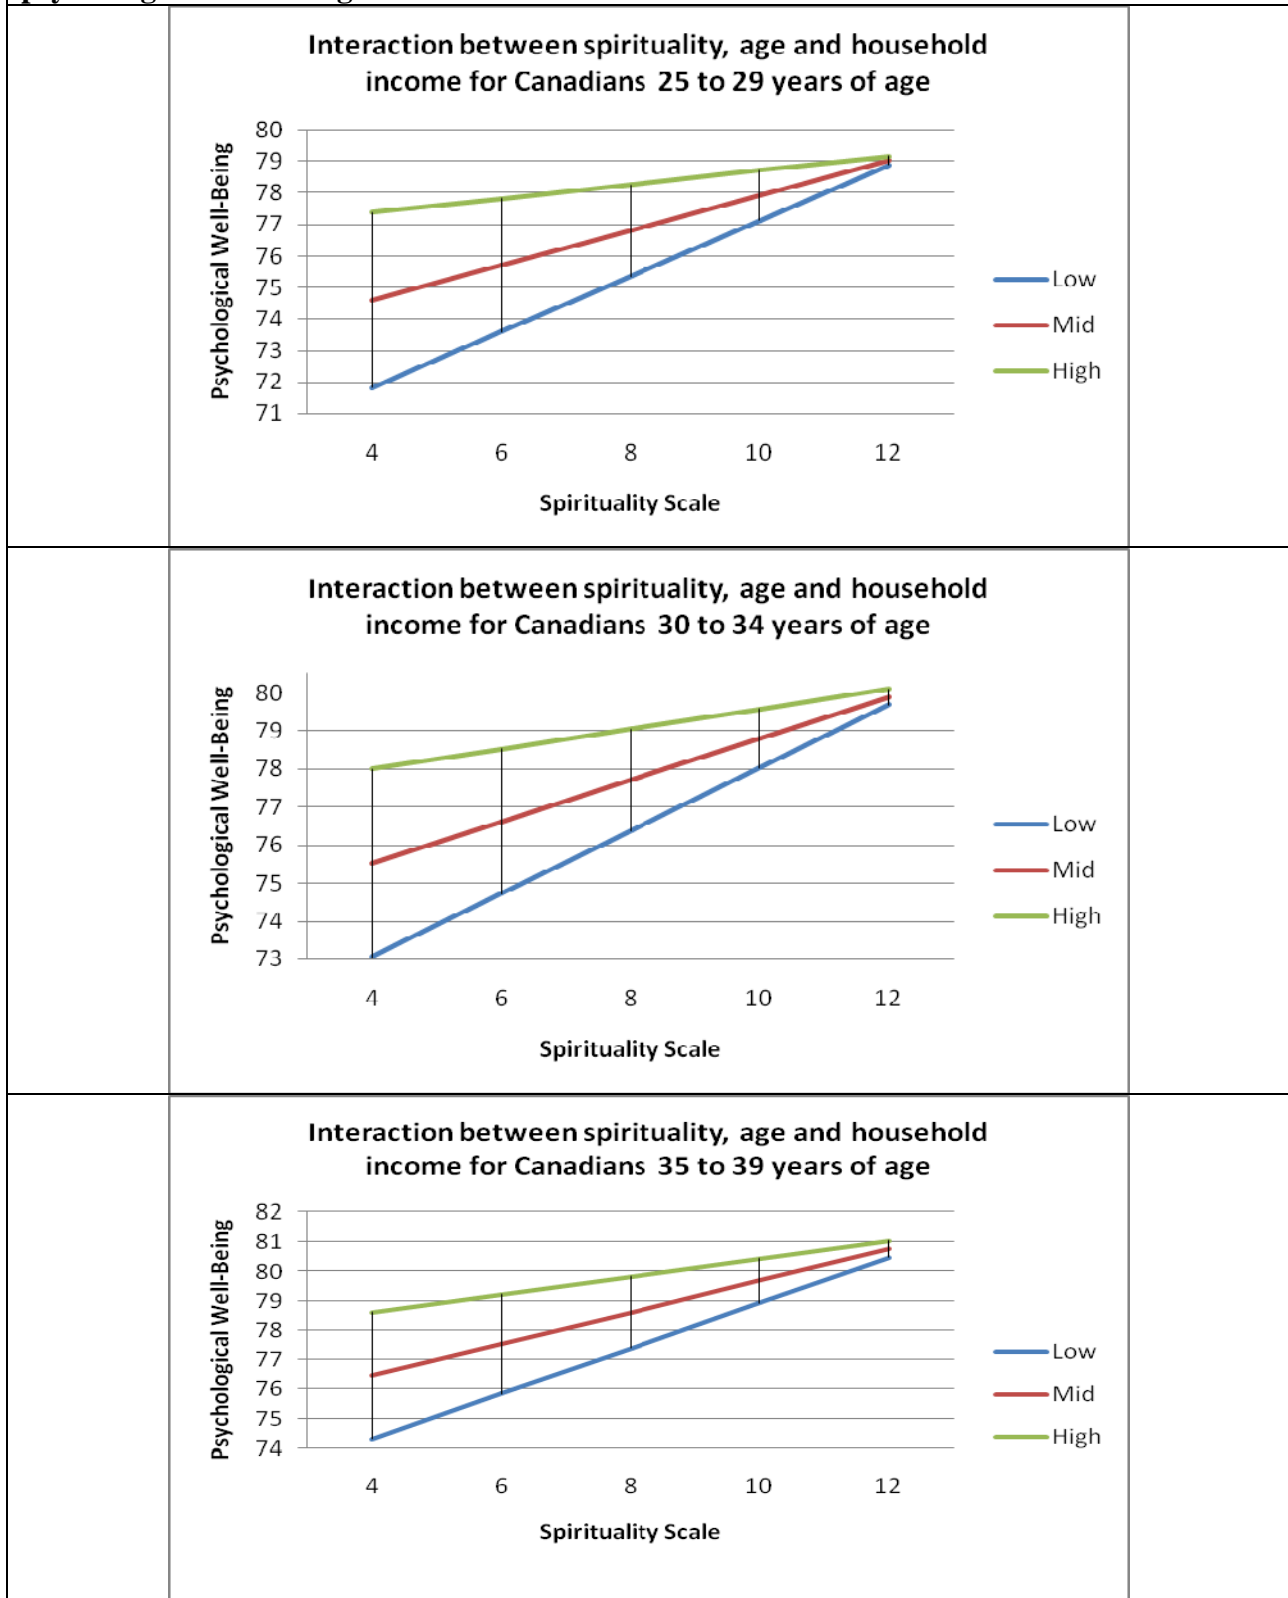 Interaction between spirituality, age and household
income for Canadians 25 to 29 years of age
Psychological Well-Being
80
79
78
77
76
75
74
73
72
71
4 6 8 10 12
Spirituality Scale
Low
Mid
High
Interaction between spirituality, age and household
income for Canadians 30 to 34 years of age
Psychological Well-Being
80
79
78
77
76
75
74
73
4 6 8 10 12
Spirituality Scale
Low
Mid
High
Interaction between spirituality, age and household
income for Canadians 35 to 39 years of age
Psychological Well-Being
82
81
80
79
78
77
76
75
74
4 6 8 10 12
Spirituality Scale
Low
Mid
High